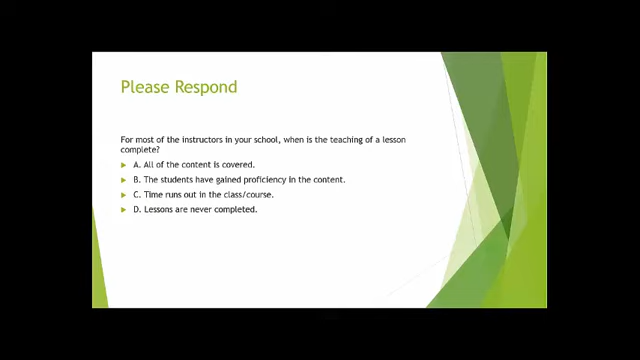 Please Respond
For most of the instructors in your school, when is the teaching of a lesson
complete?
A. All of the content is covered.
B. The students have gained proficiency in the content.
C. Time runs out in the class/course.
D. Lessons are never completed.